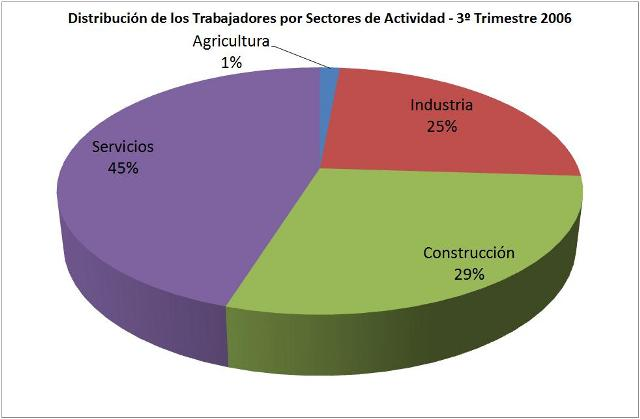 Distribución de los Trabajadores por Sectores de Actividad - 3º Trimestre 2006
Agricultura
1%
Industria
25%
Servicios
45%
Construcción
29%